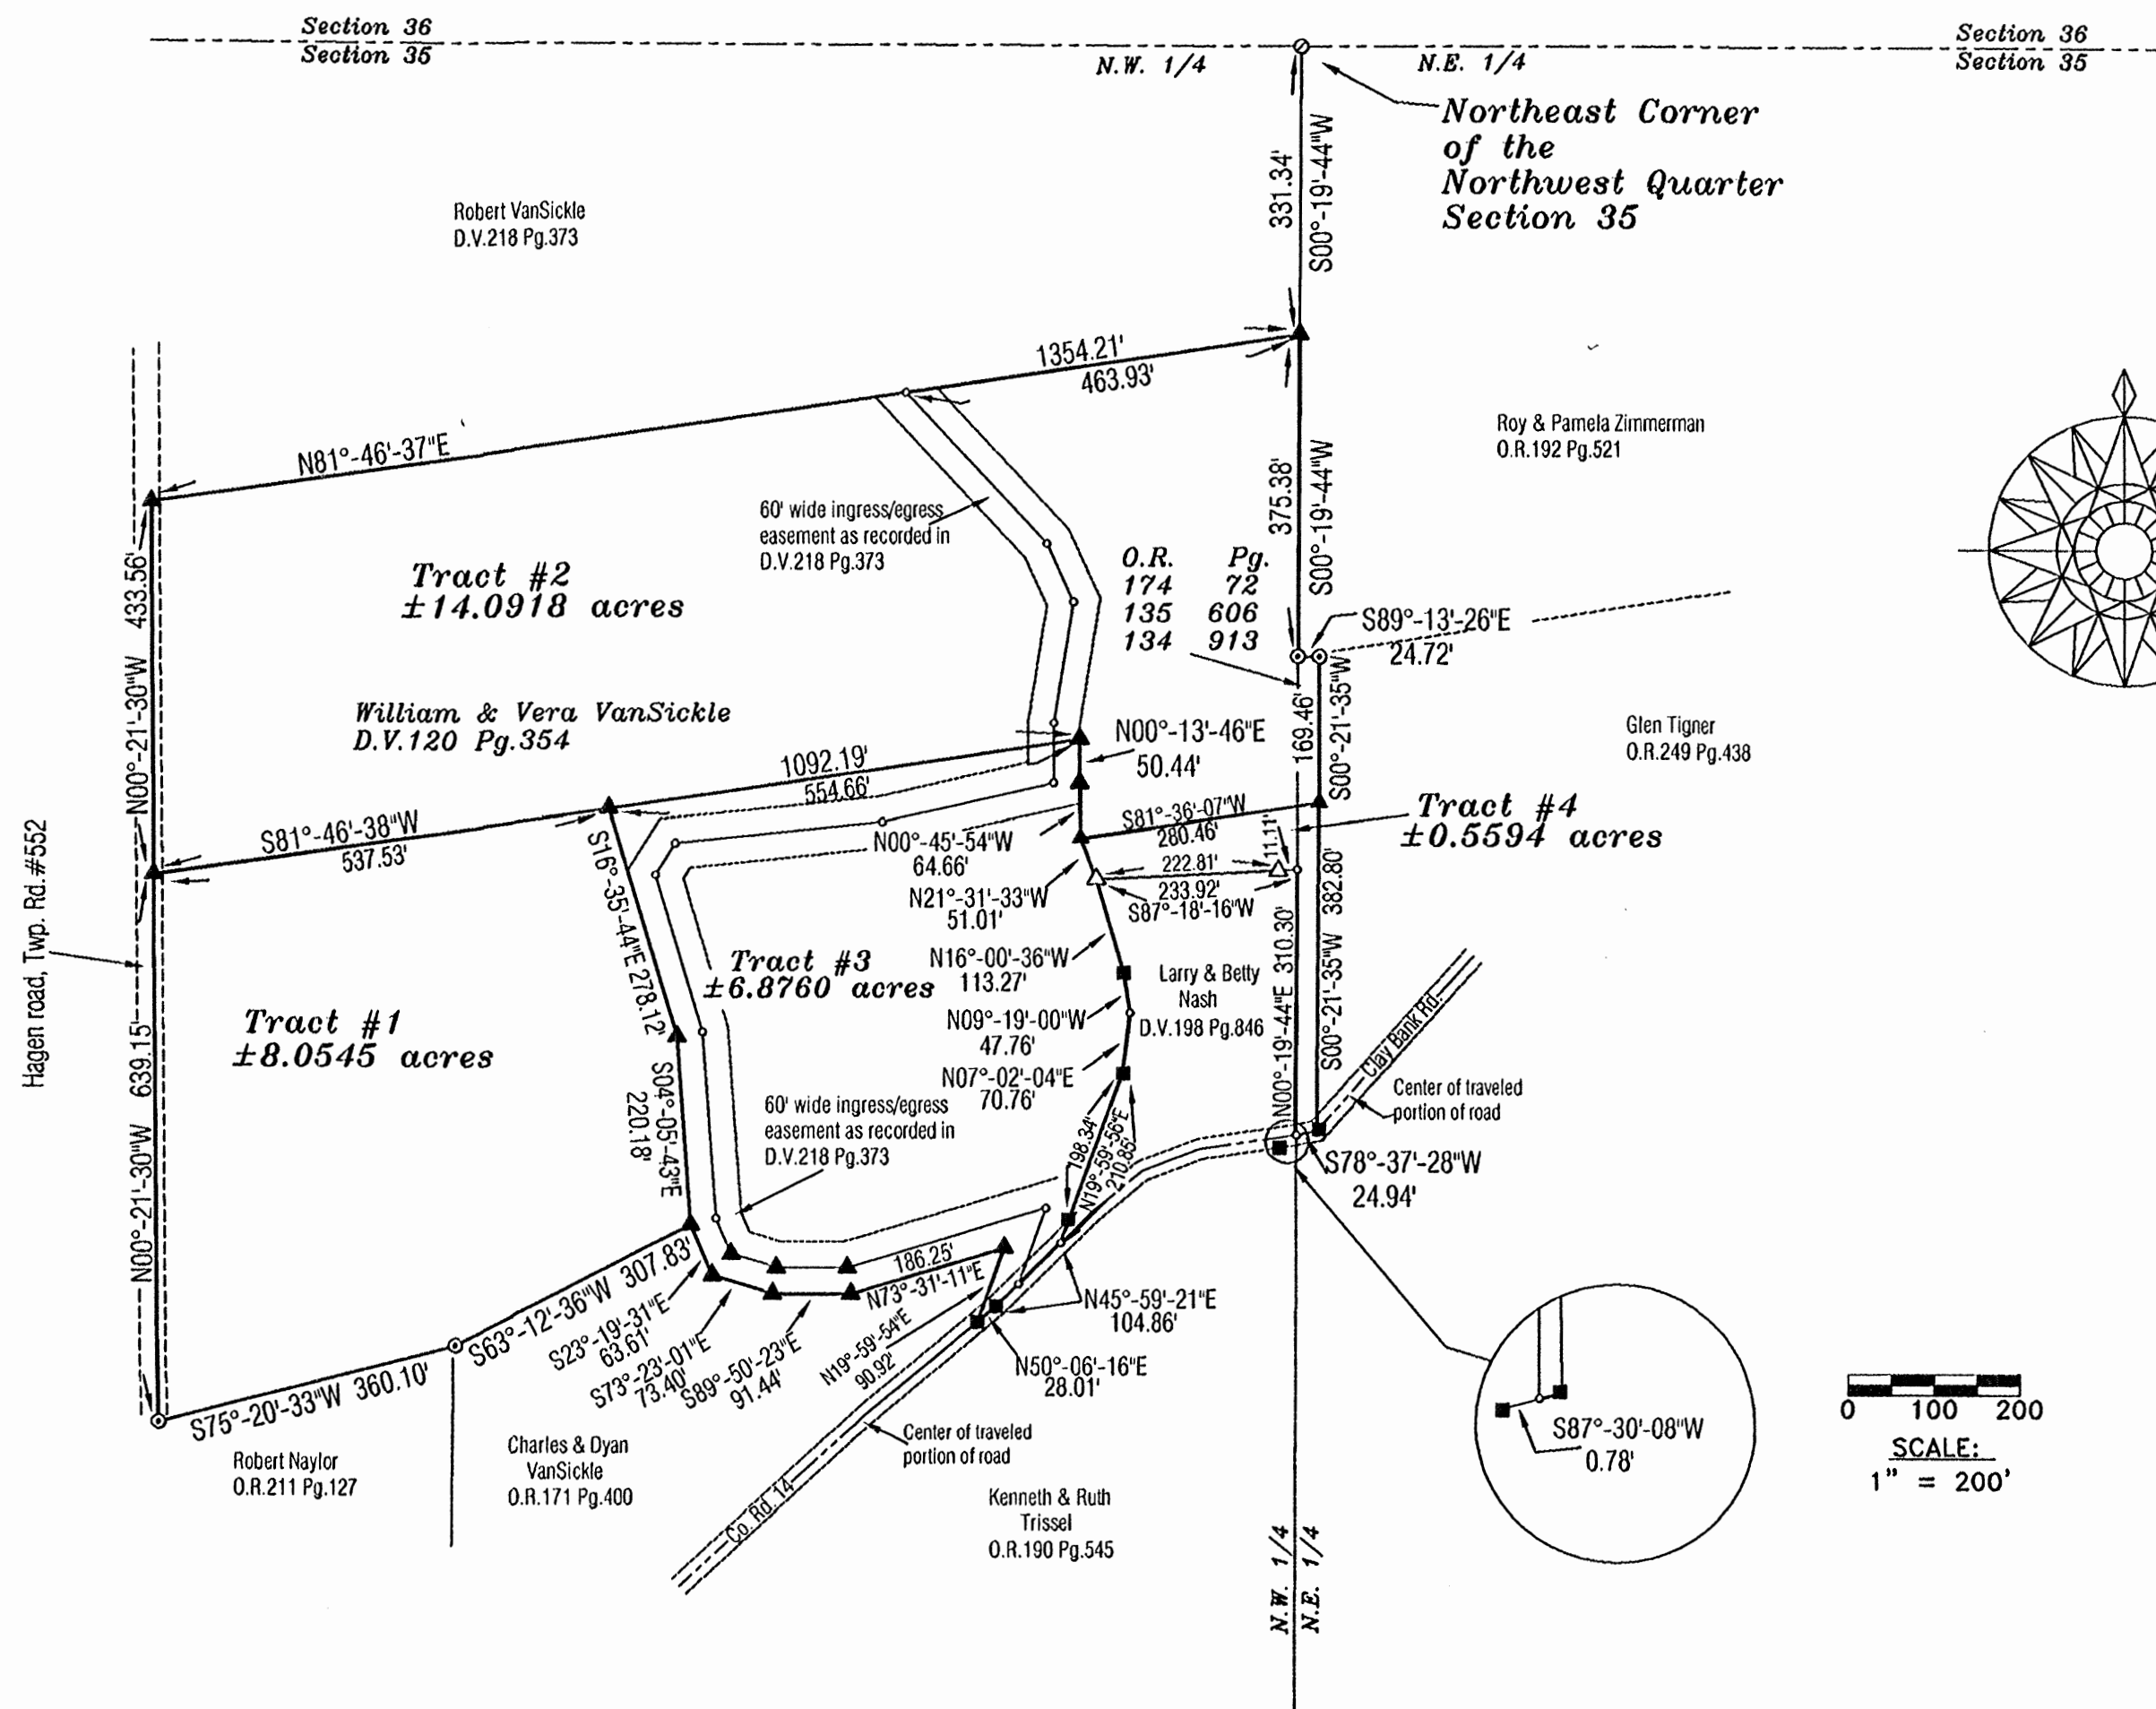 Section 36
Section 35
Section 36
Section 35
N.W. 1/4
N.E. 1/4
Northeast Corner
of the
Northwest Quarter
Section 35
331.34'
S00°-19'-44"W
Robert VanSickle
D.V.218 Pg.373
1354.21'
463.93'
N81°-46'-37"E
375.38'
S00°-19'-44"W
Roy & Pamela Zimmerman
O.R.192 Pg.521
60' wide ingress/egress
easement as recorded in
D.V.218 Pg.373
Tract #2
±14.0918 acres
O.R. Pg.
174 72
135 606
134 913
S89°-13'-26"E
24.72'
N00°-21'-30"W 433.56'
William & Vera VanSickle
D.V.120 Pg.354
169.46'
S00°-21'-35"W
Glen Tigner
O.R.249 Pg.438
N00°-13'-46"E
50.44'
1092.19'
554.66'
S81°-46'-38"W
537.53'
S81°-36'-07"W
280.46'
Tract #4
±0.5594 acres
N00°-45'-54"W
64.66'
11.11'
222.81'
233.92'
S87°-18'-16"W
N21°-31'-33"W
51.01'
Hagen road, Twp. Rd.#552
S16°-35'-44"E 278.12'
Tract #3
±6.8760 acres
N16°-00'-36"W
113.27'
Larry & Betty
Nash
D.V.198 Pg.846
N00°-19'-44"E 310.30'
S00°-21'-35"W 382.80'
N09°-19'-00"W
47.76'
N07°-02'-04"E
70.76'
Tract #1
±8.0545 acres
N00°-21'-30"W 639.15'
S04°-05'-43"E
220.18'
60' wide ingress/egress
easement as recorded in
D.V.218 Pg.373
198.34'
N19°-59'-56"E
210.85'
Clay Bank Rd.
Center of traveled
portion of road
S78°-37'-28"W
24.94'
186.25'
N73°-31'-11"E
S63°-12'-36"W 307.83'
S23°-19'-31"E
63.61'
S73°-23'-01"E
73.40'
S89°-50'-23"E
91.44'
N19°-59'-54"E
90.92'
N45°-59'-21"E
104.86'
N50°-06'-16"E
28.01'
S75°-20'-33"W 360.10'
Robert Naylor
O.R.211 Pg.127
Charles & Dyan
VanSickle
O.R.171 Pg.400
Center of traveled
portion of road
Co. Rd. 14
Kenneth & Ruth
Trissel
O.R.190 Pg.545
S87°-30'-08"W
0.78'
0 100 200
SCALE:
1" = 200'
N.W. 1/4
N.E. 1/4